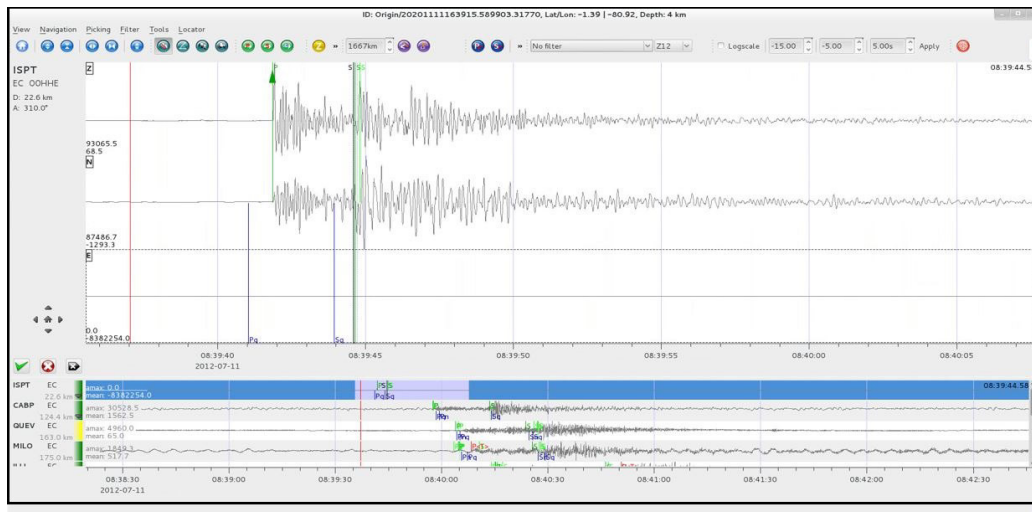 ID: Origin/20201111163915.589903.31770, Lat/Lon: -1.39 | -80.92, Depth: 4 km
View Navigation Picking Filter Tools Locator
1667km No filter Z12 Logscale -15.00 -5.00 5.00s Apply
ISPT
EC 00HHE
D: 22.6 km
A: 310.0°
Z
P
S
08:39:44.5
93065.5
68.5
N
87486.7
-1293.3
E
0.0
-8382254.0
Pg
Sg
08:39:40 08:39:45 08:39:50 08:39:55 08:40:00 08:40:05
2012-07-11
ISPT EC
22.6 km
amax: 0.0
mean: -8382254.0
PS S
PgSg
08:39:44.58
CABP EC
124.4 km
amax: 30528.5
mean: 1562.5
P
S
Sg
QUEV EC
163.0 km
amax: 4960.0
mean: 65.0
P
S
MILO EC
175.0 km
amax: 1849.3
mean: 517.7
08:38:30 08:39:00 08:39:30 08:40:00 08:40:30 08:41:00 08:41:30 08:42:00 08:42:30
2012-07-11